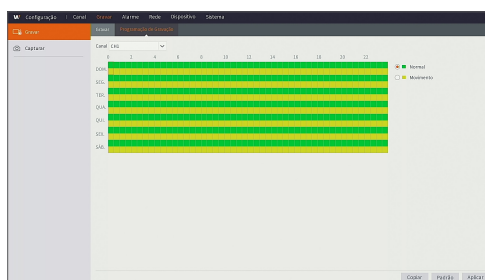 W Configuração Canal Gravar Alarme Rede Dispositivo Sistema
Gravar
Capturar
Gravar Programação de Gravação
Canal CH1
0 2 4 6 8 10 12 14 16 18 20 22
DOM.
SEG.
TER.
QUA.
QUI.
SEX.
SÁB.
Normal
Movimento
Copiar Padrão Aplicar